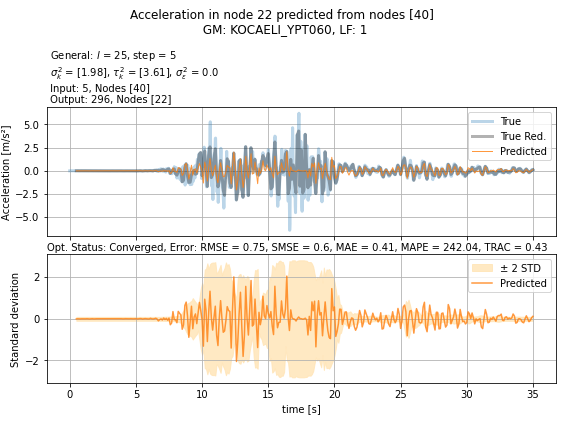 Acceleration in node 22 predicted from nodes [40]
GM: KOCAELI_YPT060, LF: 1
General: l = 25, step = 5
σ²ₖ = [1.98], τ²ₖ = [3.61], σ²ε = 0.0
Input: 5, Nodes [40]
Output: 296, Nodes [22]
Acceleration [m/s²]
5.0
2.5
0.0
−2.5
−5.0
True
True Red.
Predicted
Opt. Status: Converged, Error: RMSE = 0.75, SMSE = 0.6, MAE = 0.41, MAPE = 242.04, TRAC = 0.43
Standard deviation
2
0
−2
± 2 STD
Predicted
0 5 10 15 20 25 30 35
time [s]